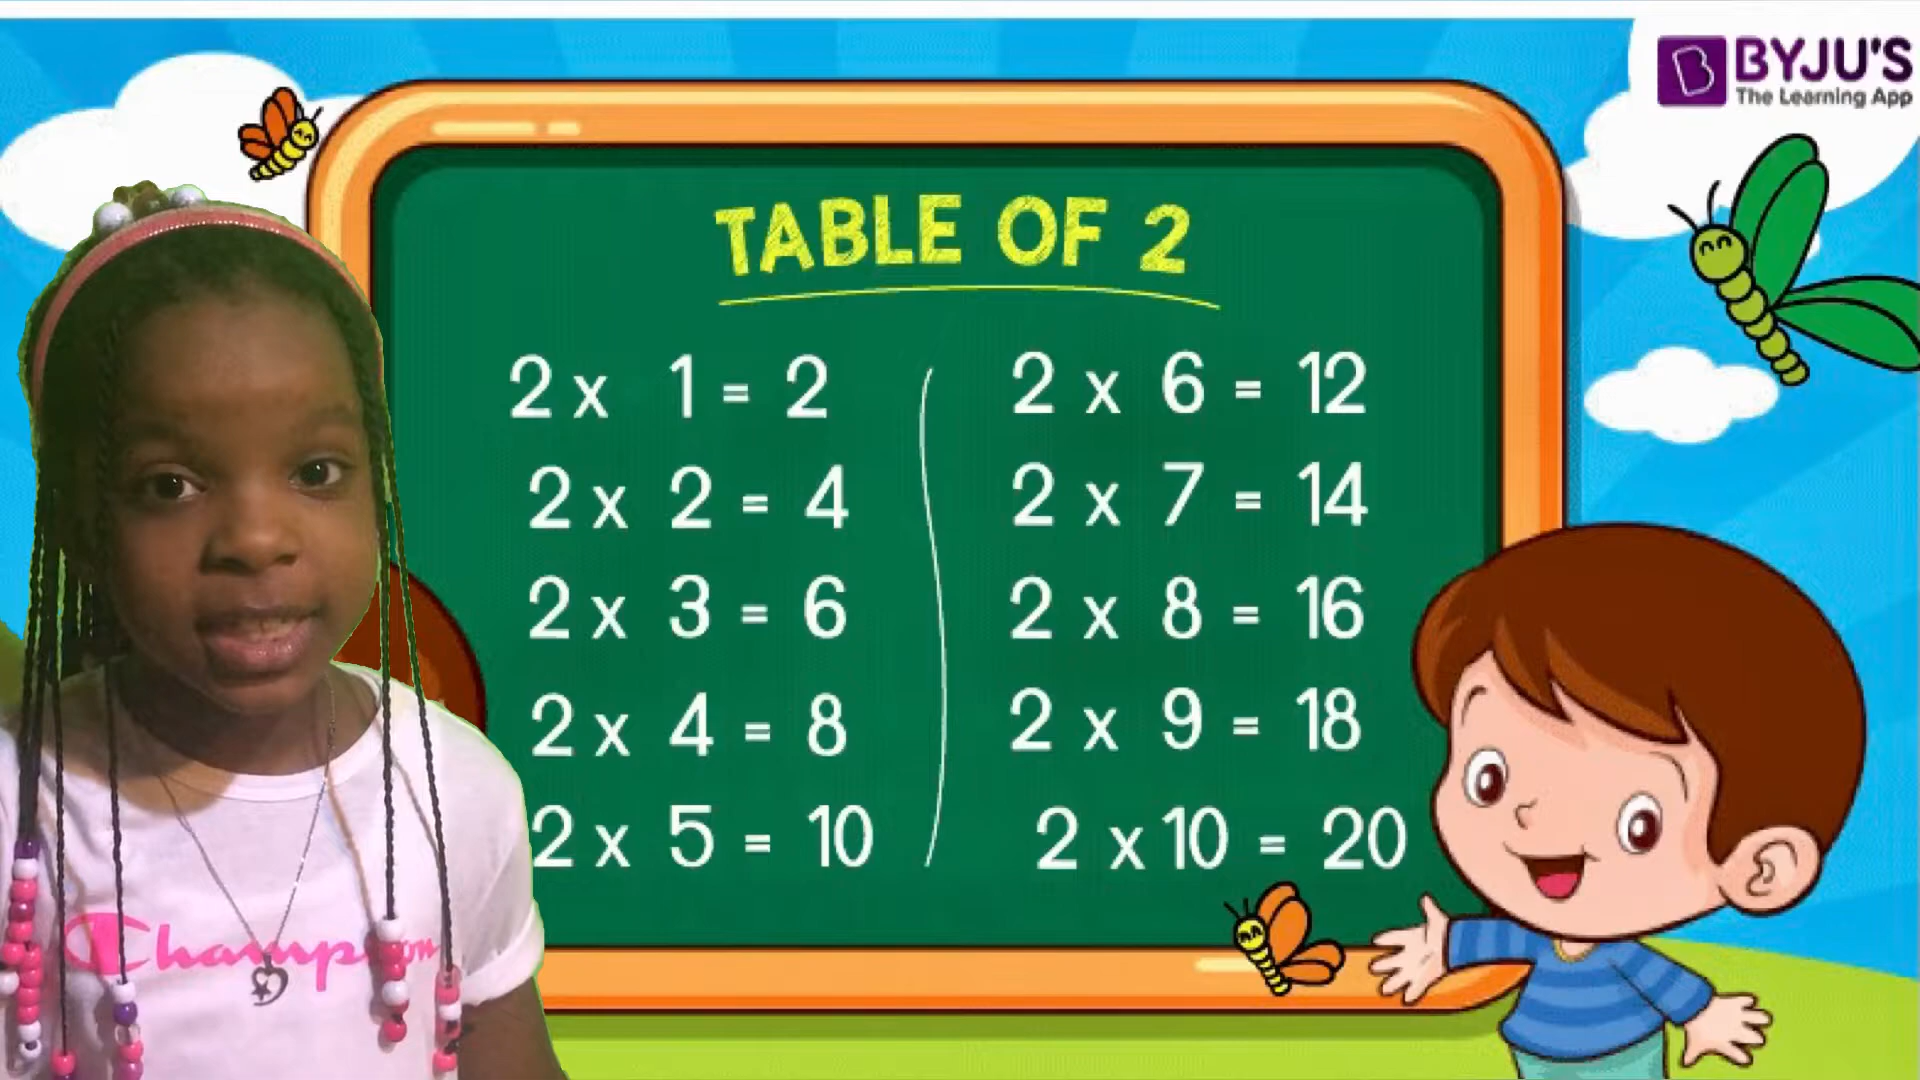 BYJU'S
The Learning App
TABLE OF 2
2 x 1 = 2
2 x 2 = 4
2 x 3 = 6
2 x 4 = 8
2 x 5 = 10
2 x 6 = 12
2 x 7 = 14
2 x 8 = 16
2 x 9 = 18
2 x 10 = 20
Champion